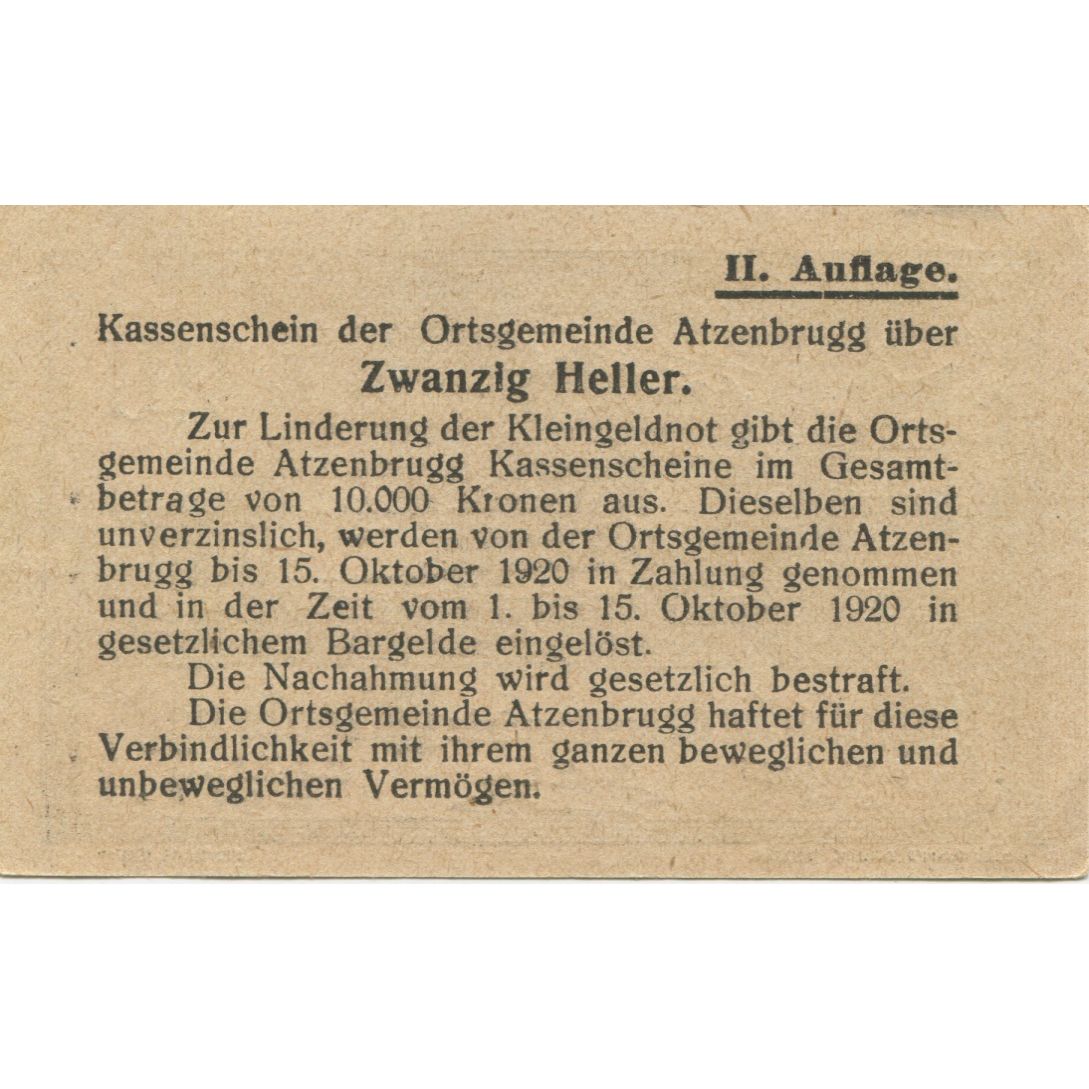 II. Auflage.
Kassenschein der Ortsgemeinde Atzenbrugg über
Zwanzig Heller.
Zur Linderung der Kleingeldnot gibt die Orts-
gemeinde Atzenbrugg Kassenscheine im Gesamt-
betrage von 10.000 Kronen aus. Dieselben sind
unverzinslich, werden von der Ortsgemeinde Atzen-
brugg bis 15. Oktober 1920 in Zahlung genommen
und in der Zeit vom 1. bis 15. Oktober 1920 in
gesetzlichem Bargelde eingelöst.
Die Nachahmung wird gesetzlich bestraft.
Die Ortsgemeinde Atzenbrugg haftet für diese
Verbindlichkeit mit ihrem ganzen beweglichen und
unbeweglichen Vermögen.